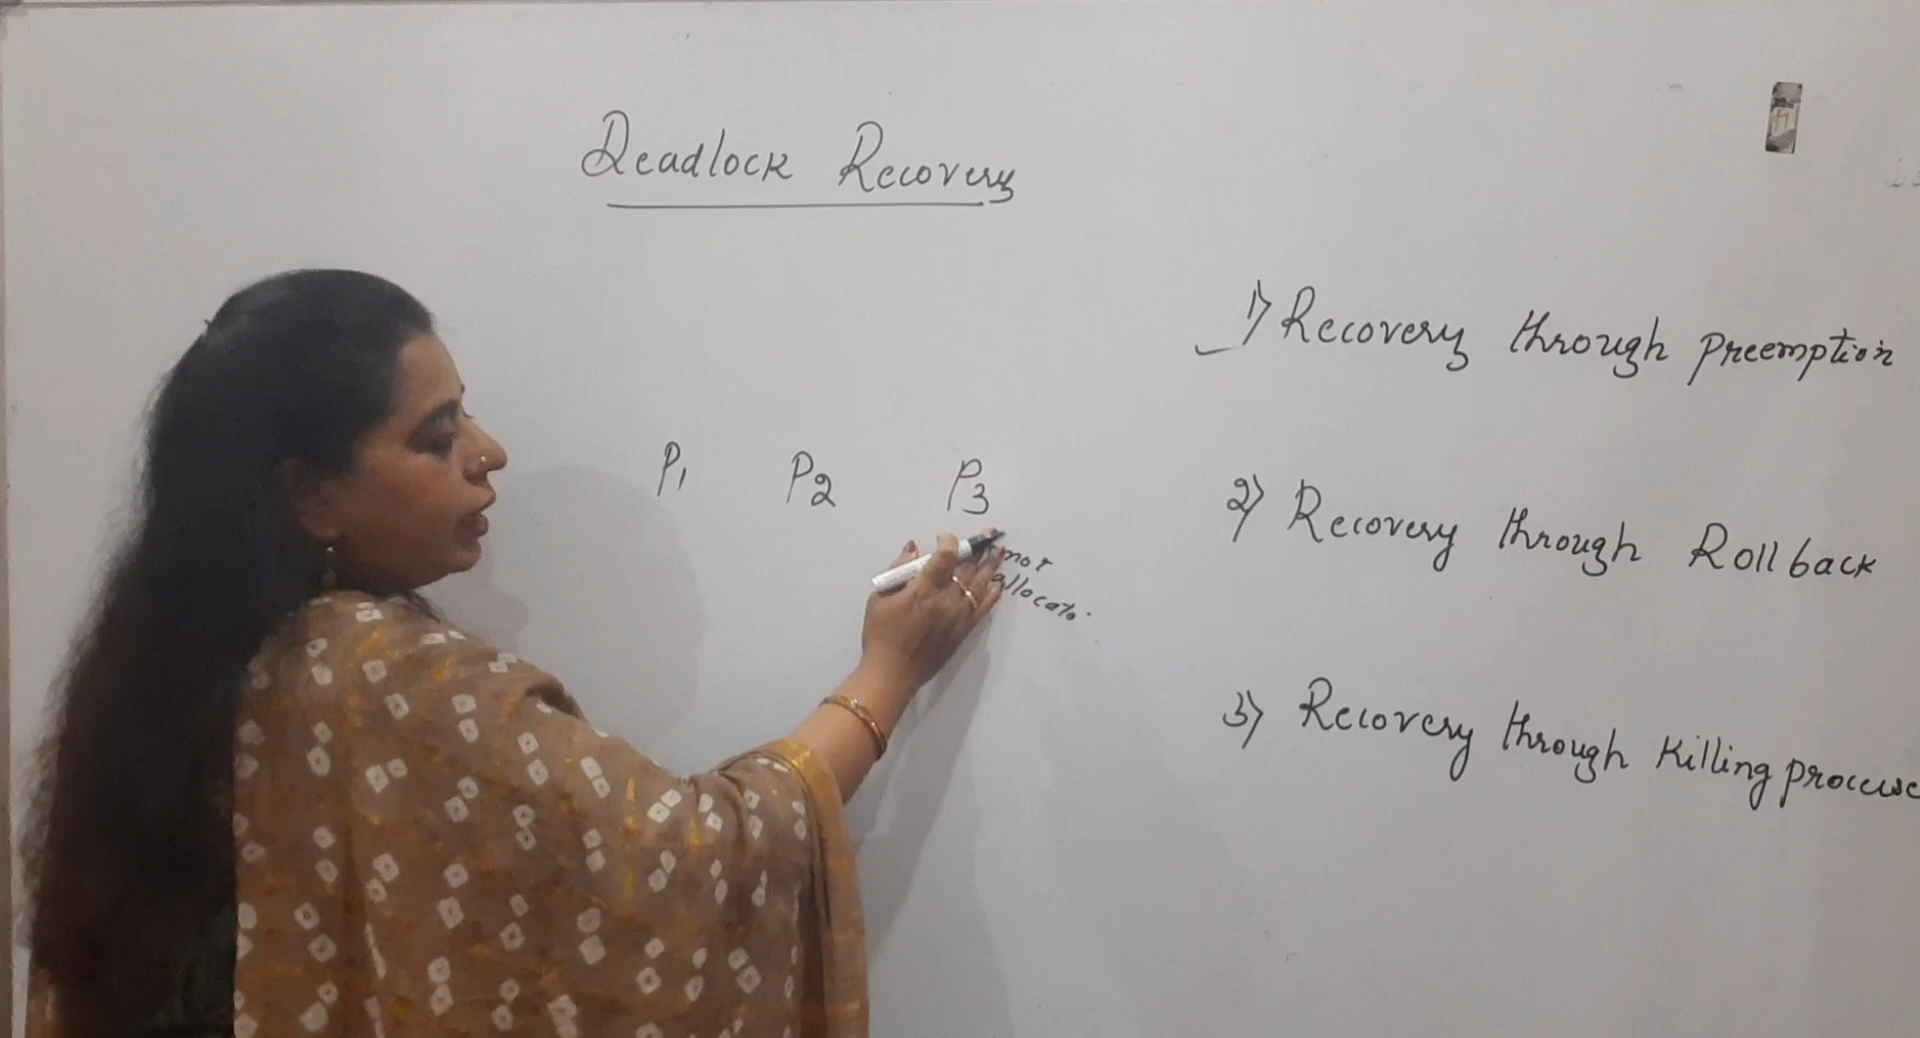 Deadlock Recovery
P1 P2 P3
not
allocate.
1) Recovery through preemption
2) Recovery through Rollback
3) Recovery through killing